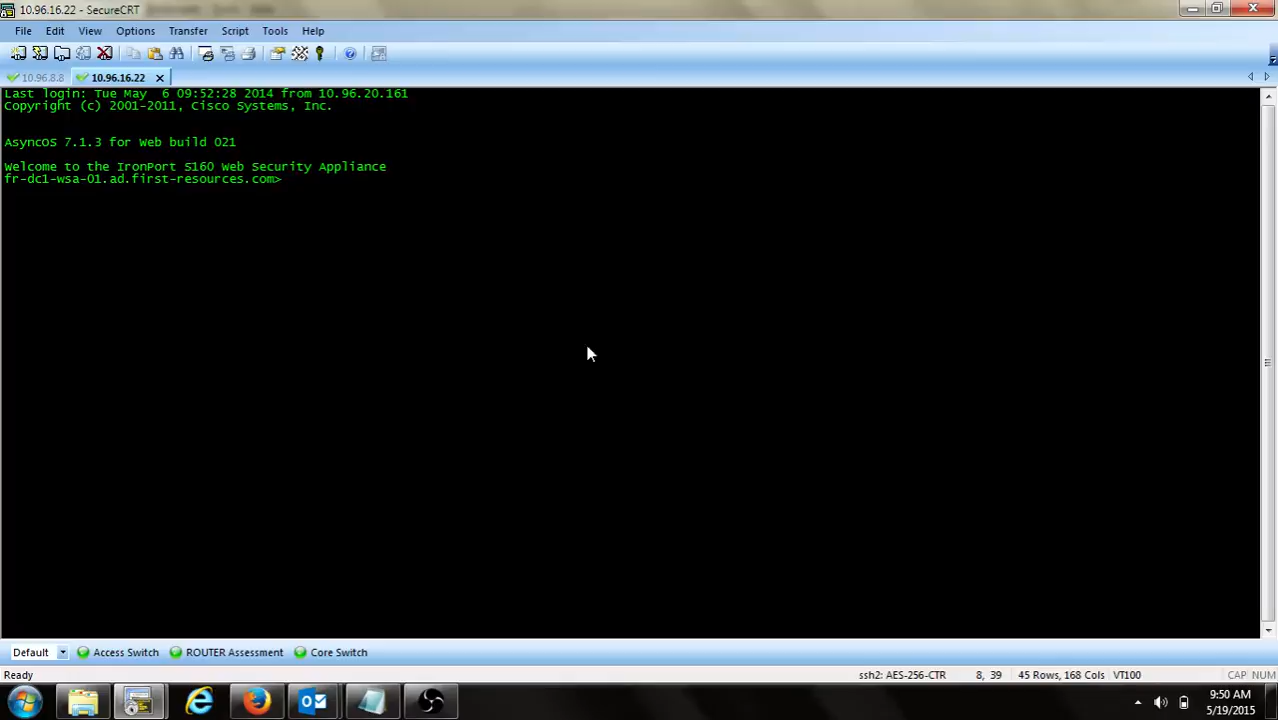 10.96.16.22 - SecureCRT
File Edit View Options Transfer Script Tools Help
10.96.8.8 10.96.16.22
Last login: Tue May  6 09:52:28 2014 from 10.96.20.161
Copyright (c) 2001-2011, Cisco Systems, Inc.
AsyncOS 7.1.3 for Web build 021
Welcome to the IronPort S160 Web Security Appliance
fr-dc1-wsa-01.ad.first-resources.com>
Default Access Switch ROUTER Assessment Core Switch
Ready ssh2: AES-256-CTR 8, 39 45 Rows, 168 Cols VT100 CAP NUM
9:50 AM
5/19/2015